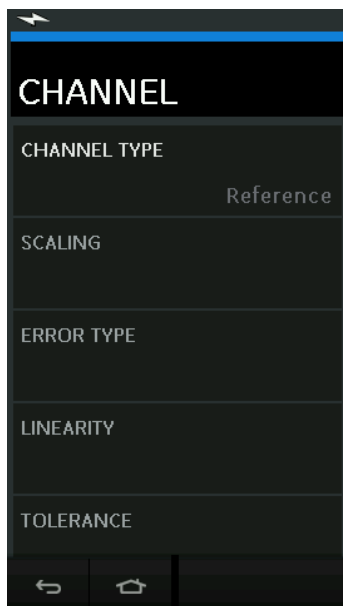 CHANNEL
CHANNEL TYPE
Reference
SCALING
ERROR TYPE
LINEARITY
TOLERANCE